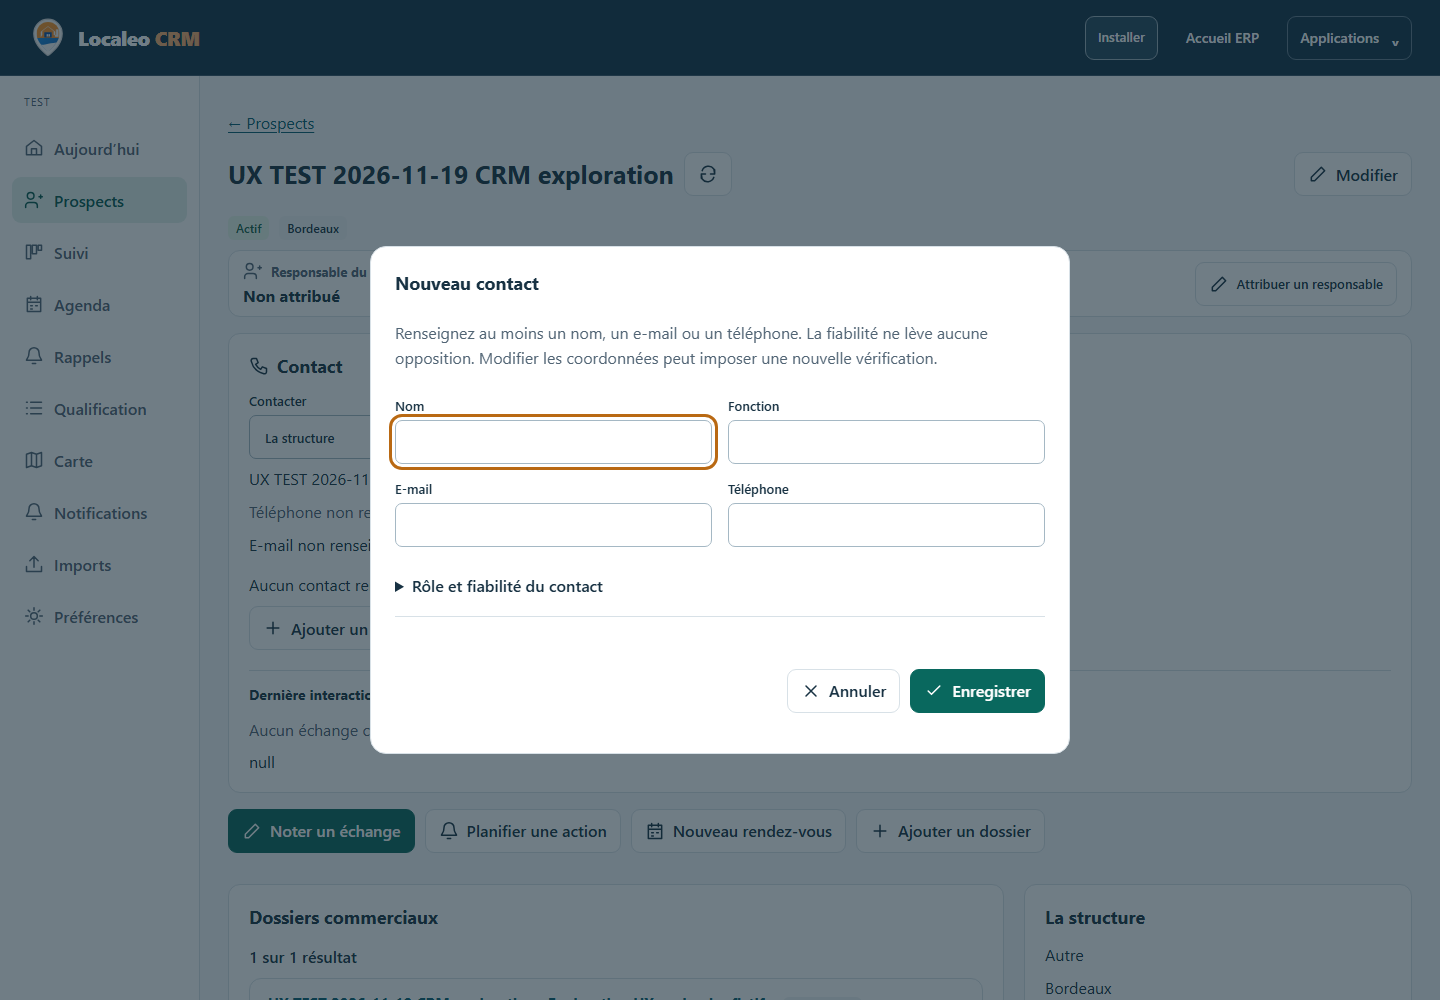 Localeo CRM
Installer
Accueil ERP
Applications
TEST
Aujourd'hui
Prospects
Suivi
Agenda
Rappels
Qualification
Carte
Notifications
Imports
Préférences
← Prospects
UX TEST 2026-11-19 CRM exploration
Modifier
Actif
Bordeaux
Responsable du
Non attribué
Attribuer un responsable
Contact
Contacter
La structure
UX TEST 2026-11
Téléphone non re
E-mail non rensei
Aucun contact re
Ajouter un
Dernière interactio
Aucun échange c
null
Nouveau contact
Renseignez au moins un nom, un e-mail ou un téléphone. La fiabilité ne lève aucune
opposition. Modifier les coordonnées peut imposer une nouvelle vérification.
Nom
Fonction
E-mail
Téléphone
Rôle et fiabilité du contact
Annuler
Enregistrer
Noter un échange
Planifier une action
Nouveau rendez-vous
Ajouter un dossier
Dossiers commerciaux
1 sur 1 résultat
La structure
Autre
Bordeaux